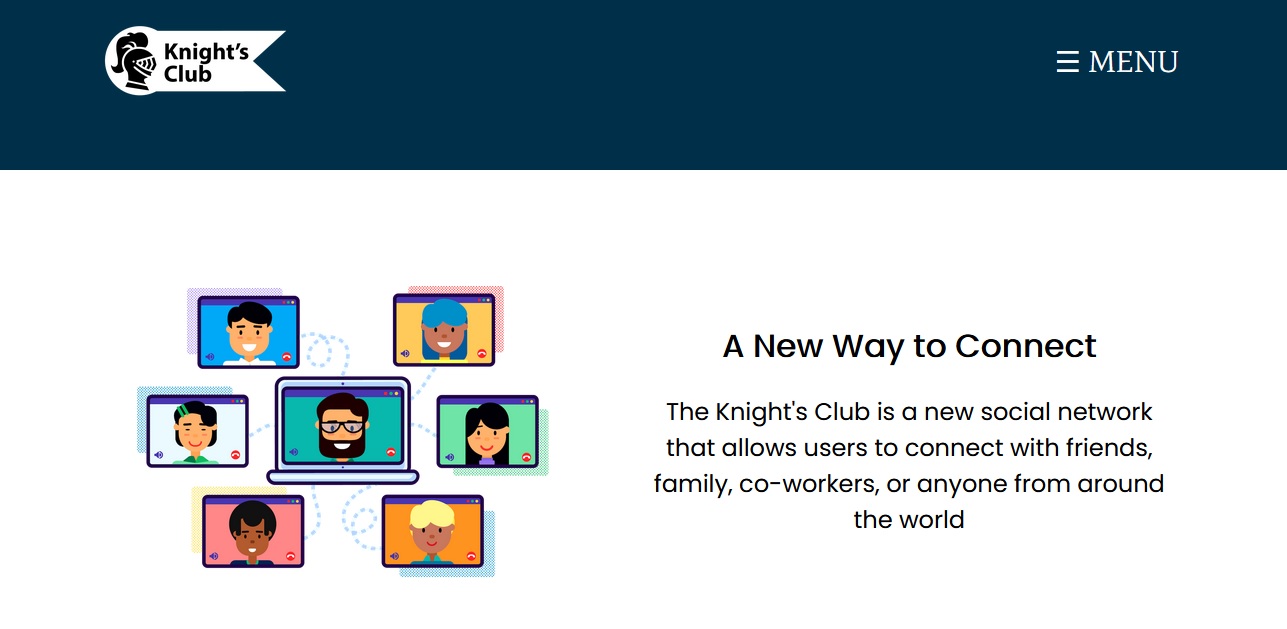 Knight's
Club
☰ MENU
A New Way to Connect
The Knight's Club is a new social network
that allows users to connect with friends,
family, co-workers, or anyone from around
the world